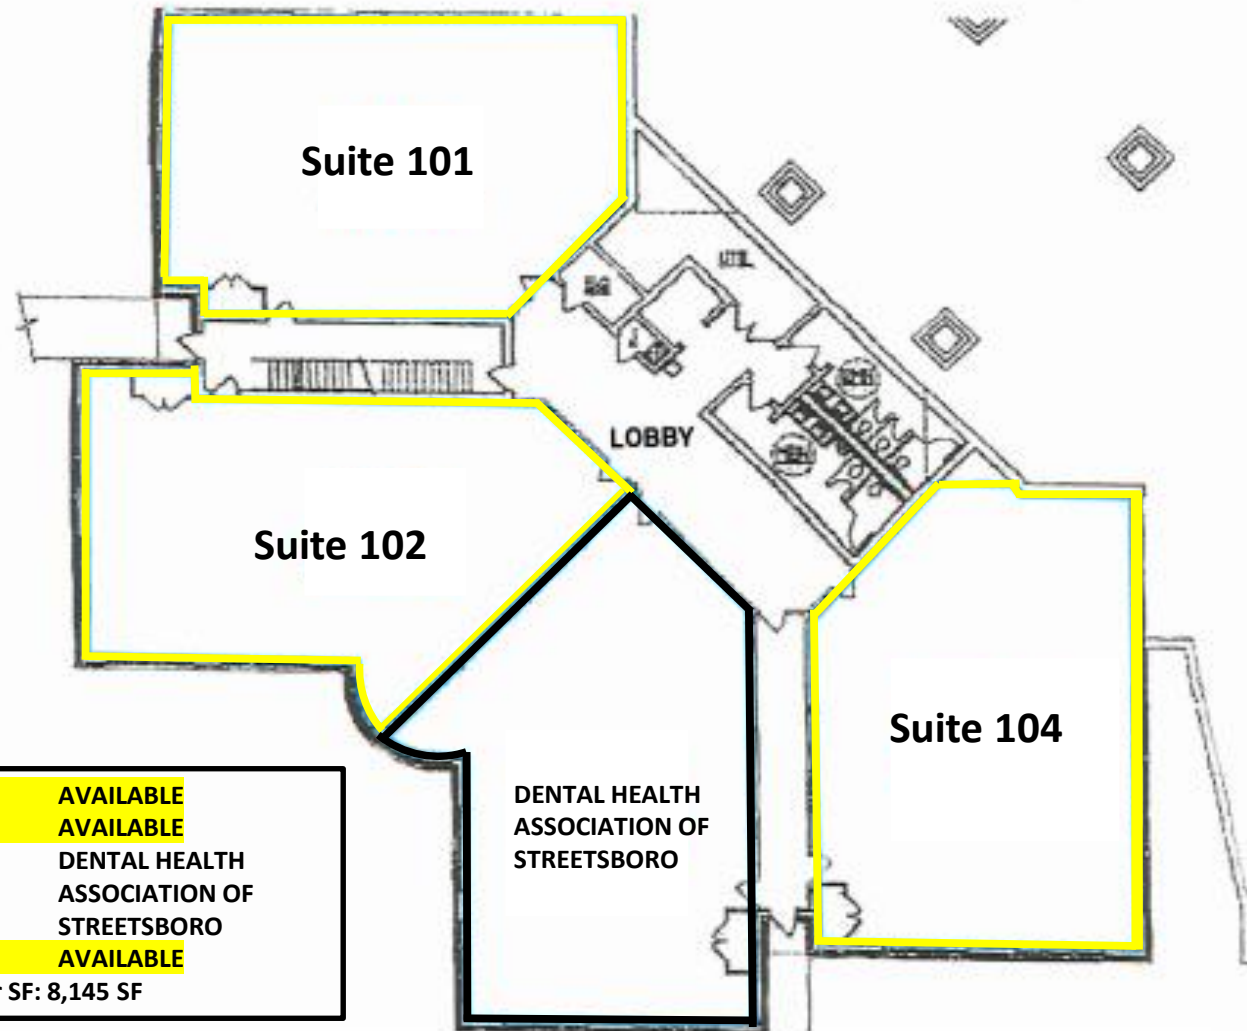 Suite 101
UTIL
LOBBY
Suite 102
Suite 104
DENTAL HEALTH
ASSOCIATION OF
STREETSBORO
AVAILABLE
AVAILABLE
DENTAL HEALTH
ASSOCIATION OF
STREETSBORO
AVAILABLE
SF: 8,145 SF